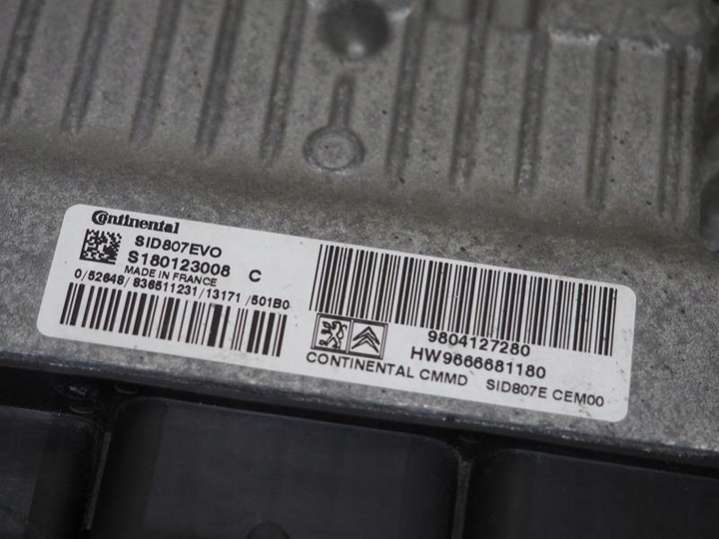 Continental
SID807EVO
S180123008 C
MADE IN FRANCE
0/52648/836511231/13171/501B0
9804127280
HW9666681180
CONTINENTAL CMMD SID807E CEM00